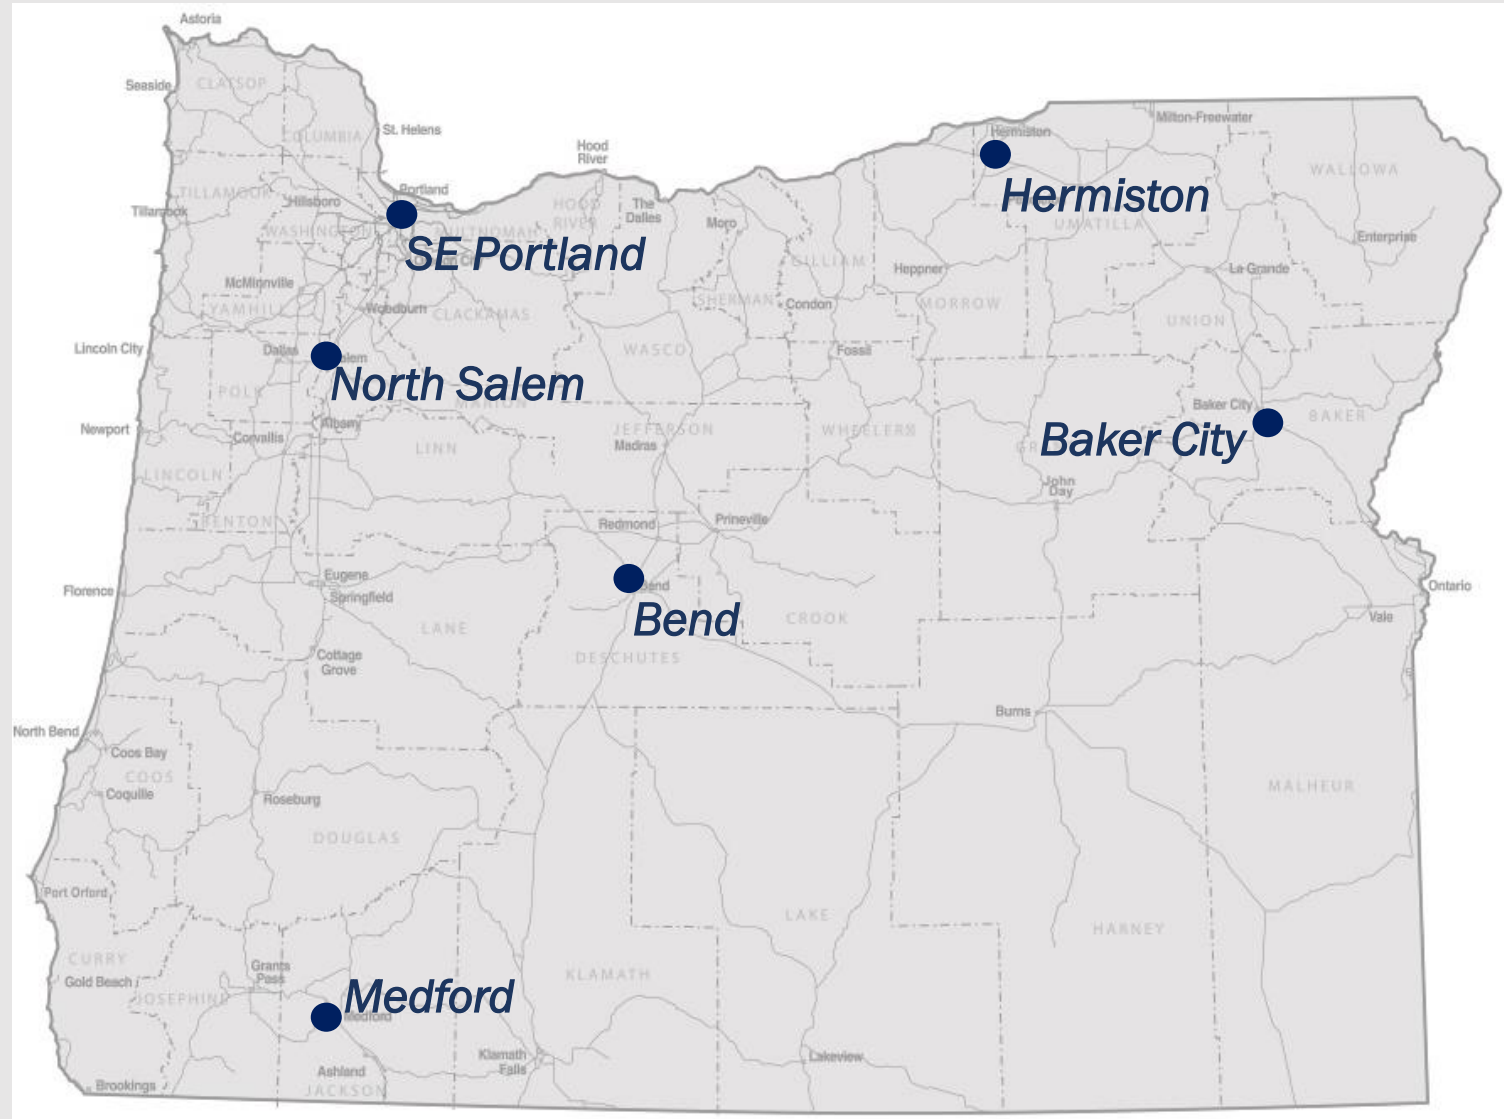 Astoria
Seaside
CLATSOP
COLUMBIA
St. Helens
Hood
River
Portland
Hermiston
Milton-Freewater
WALLOWA
TILLAMOOK
Hillsboro
Tillamook
WASHINGTON
MULTNOMAH
HOOD
RIVER
The
Dalles
Moro
Hermiston
UMATILLA
Enterprise
SE Portland
GILLIAM
Heppner
La Grande
McMinnville
YAMHILL
Woodburn
CLACKAMAS
SHERMAN
Condon
MORROW
UNION
Lincoln City
Dallas
WASCO
Fossil
North Salem
POLK
MARION
Baker City
BAKER
Newport
Corvallis
Albany
LINN
JEFFERSON
Madras
WHEELERS
Baker City
LINCOLN
John
Day
BENTON
Redmond
Prineville
Florence
Eugene
Springfield
Bend
Bend
CROOK
Ontario
Vale
LANE
DESCHUTES
Cottage
Grove
North Bend
Coos Bay
COOS
Coquille
Burns
MALHEUR
Roseburg
DOUGLAS
Port Orford
LAKE
HARNEY
CURRY
Gold Beach
JOSEPHINE
Grants
Pass
KLAMATH
Medford
Medford
Klamath
Falls
Lakeview
Ashland
JACKSON
Brookings